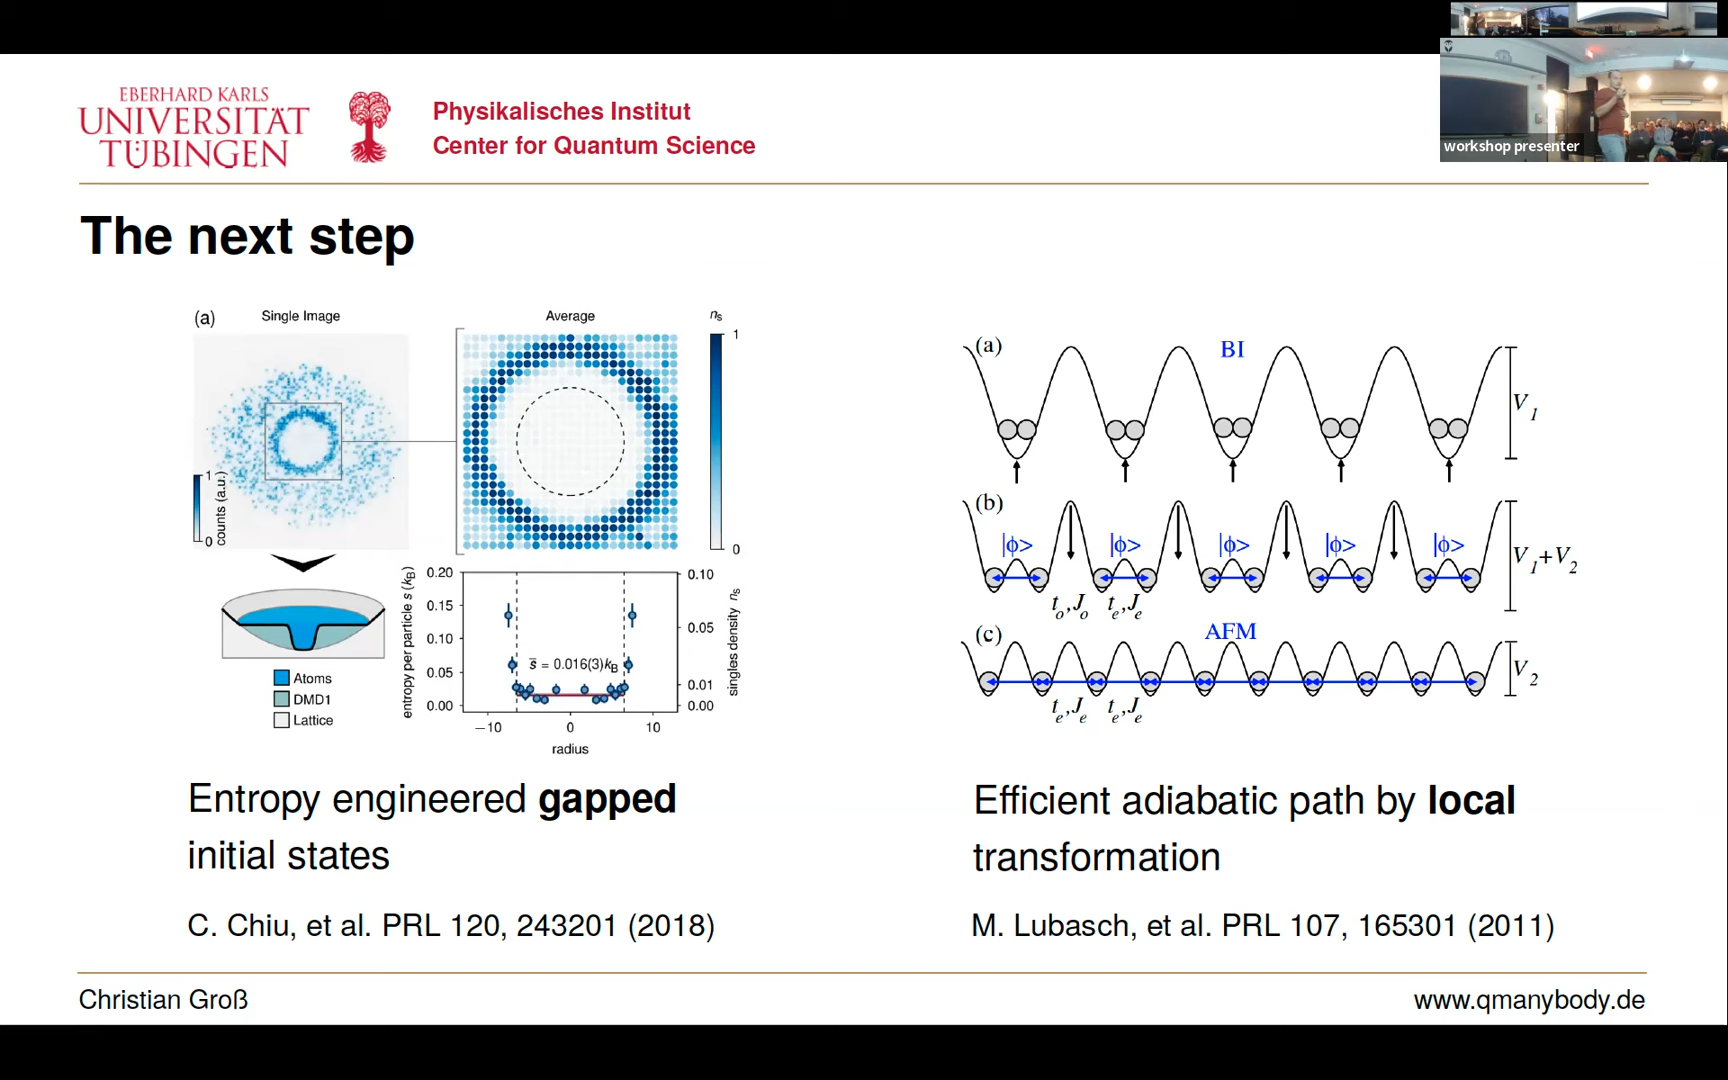 workshop presenter
EBERHARD KARLS
UNIVERSITÄT
TÜBINGEN
Physikalisches Institut
Center for Quantum Science
The next step
(a)
Single Image
Average
n_s
1
0
1
0
counts (a.u.)
Atoms
DMD1
Lattice
entropy per particle s (k_B)
0.20
0.15
0.10
0.05
0.00
s̅ = 0.016(3)k_B
0.10
0.05
0.01
0.00
singles density n_s
−10
0
10
radius
(a)
BI
V_1
(b)
|ϕ>
|ϕ>
|ϕ>
|ϕ>
|ϕ>
V_1+V_2
t_o,J_o
t_e,J_e
(c)
AFM
V_2
t_e,J_e
t_e,J_e
Entropy engineered gapped
initial states
C. Chiu, et al. PRL 120, 243201 (2018)
Efficient adiabatic path by local
transformation
M. Lubasch, et al. PRL 107, 165301 (2011)
Christian Groß
www.qmanybody.de